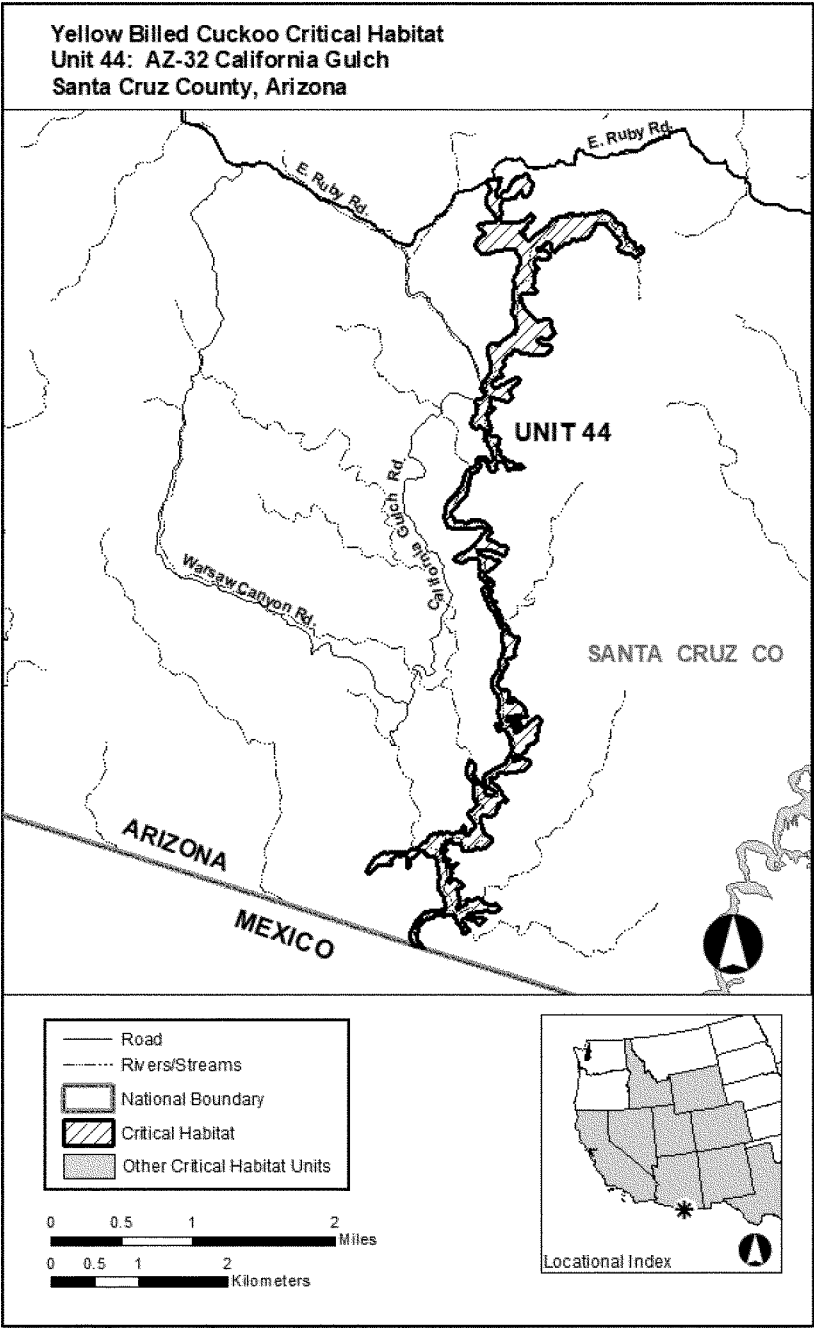 Yellow Billed Cuckoo Critical Habitat
Unit 44: AZ-32 California Gulch
Santa Cruz County, Arizona
E. Ruby Rd.
E. Ruby Rd.
UNIT 44
California Gulch Rd.
Warsaw Canyon Rd.
SANTA CRUZ CO
ARIZONA
MEXICO
Road
Rivers/Streams
National Boundary
Critical Habitat
Other Critical Habitat Units
0 0.5 1 2
Miles
0 0.5 1 2
Kilometers
Locational Index